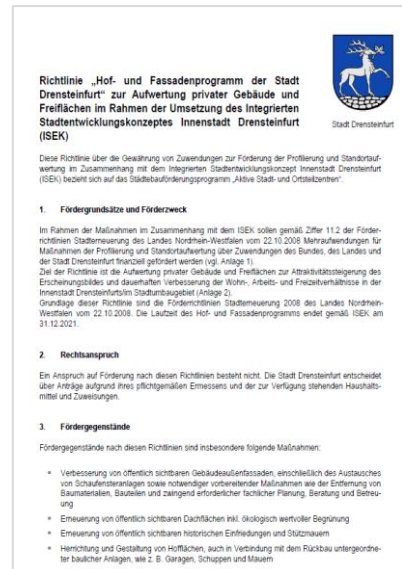 Richtlinie „Hof- und Fassadenprogramm der Stadt
Drensteinfurt“ zur Aufwertung privater Gebäude und
Freiflächen im Rahmen der Umsetzung des Integrierten
Stadtentwicklungskonzeptes Innenstadt Drensteinfurt
(ISEK)
Stadt Drensteinfurt
Diese Richtlinie über die Gewährung von Zuwendungen zur Förderung der Profilierung und Standortauf-
wertung im Zusammenhang mit dem Integrierten Stadtentwicklungskonzept Innenstadt Drensteinfurt
(ISEK) bezieht sich auf das Städtebauförderungsprogramm „Aktive Stadt- und Ortsteilzentren“.
1. Fördergrundsätze und Förderzweck
Im Rahmen der Maßnahmen im Zusammenhang mit dem ISEK sollen gemäß Ziffer 11.2 der Förder-
richtlinien Stadterneuerung des Landes Nordrhein-Westfalen vom 22.10.2008 Mehraufwendungen für
Maßnahmen der Profilierung und Standortaufwertung über Zuwendungen des Bundes, des Landes und
der Stadt Drensteinfurt finanziell gefördert werden (vgl. Anlage 1).
Ziel der Richtlinie ist die Aufwertung privater Gebäude und Freiflächen zur Attraktivitätssteigerung des
Erscheinungsbildes und dauerhaften Verbesserung der Wohn-, Arbeits- und Freizeitverhältnisse in der
Innenstadt Drensteinfurts/im Stadtumbaugebiet (Anlage 2).
Grundlage dieser Richtlinie sind die Förderrichtlinien Stadterneuerung 2008 des Landes Nordrhein-
Westfalen vom 22.10.2008. Die Laufzeit des Hof- und Fassadenprogramms endet gemäß ISEK am
31.12.2021.
2. Rechtsanspruch
Ein Anspruch auf Förderung nach diesen Richtlinien besteht nicht. Die Stadt Drensteinfurt entscheidet
über Anträge aufgrund ihres pflichtgemäßen Ermessens und der zur Verfügung stehenden Haushalts-
mittel und Zuweisungen.
3. Fördergegenstände
Fördergegenstände nach diesen Richtlinien sind insbesondere folgende Maßnahmen:
Verbesserung von öffentlich sichtbaren Gebäudeaußenfassaden, einschließlich des Austausches
von Schaufensteranlagen sowie notwendiger vorbereitender Maßnahmen wie der Entfernung von
Baumaterialien, Bauteilen und zwingend erforderlicher fachlicher Planung, Beratung und Betreu-
ung
Erneuerung von öffentlich sichtbaren Dachflächen inkl. ökologisch wertvoller Begrünung
Erneuerung von öffentlich sichtbaren historischen Einfriedungen und Stützmauern
Herrichtung und Gestaltung von Hofflächen, auch in Verbindung mit dem Rückbau untergeordne-
ter baulicher Anlagen, wie z. B. Garagen, Schuppen und Mauern